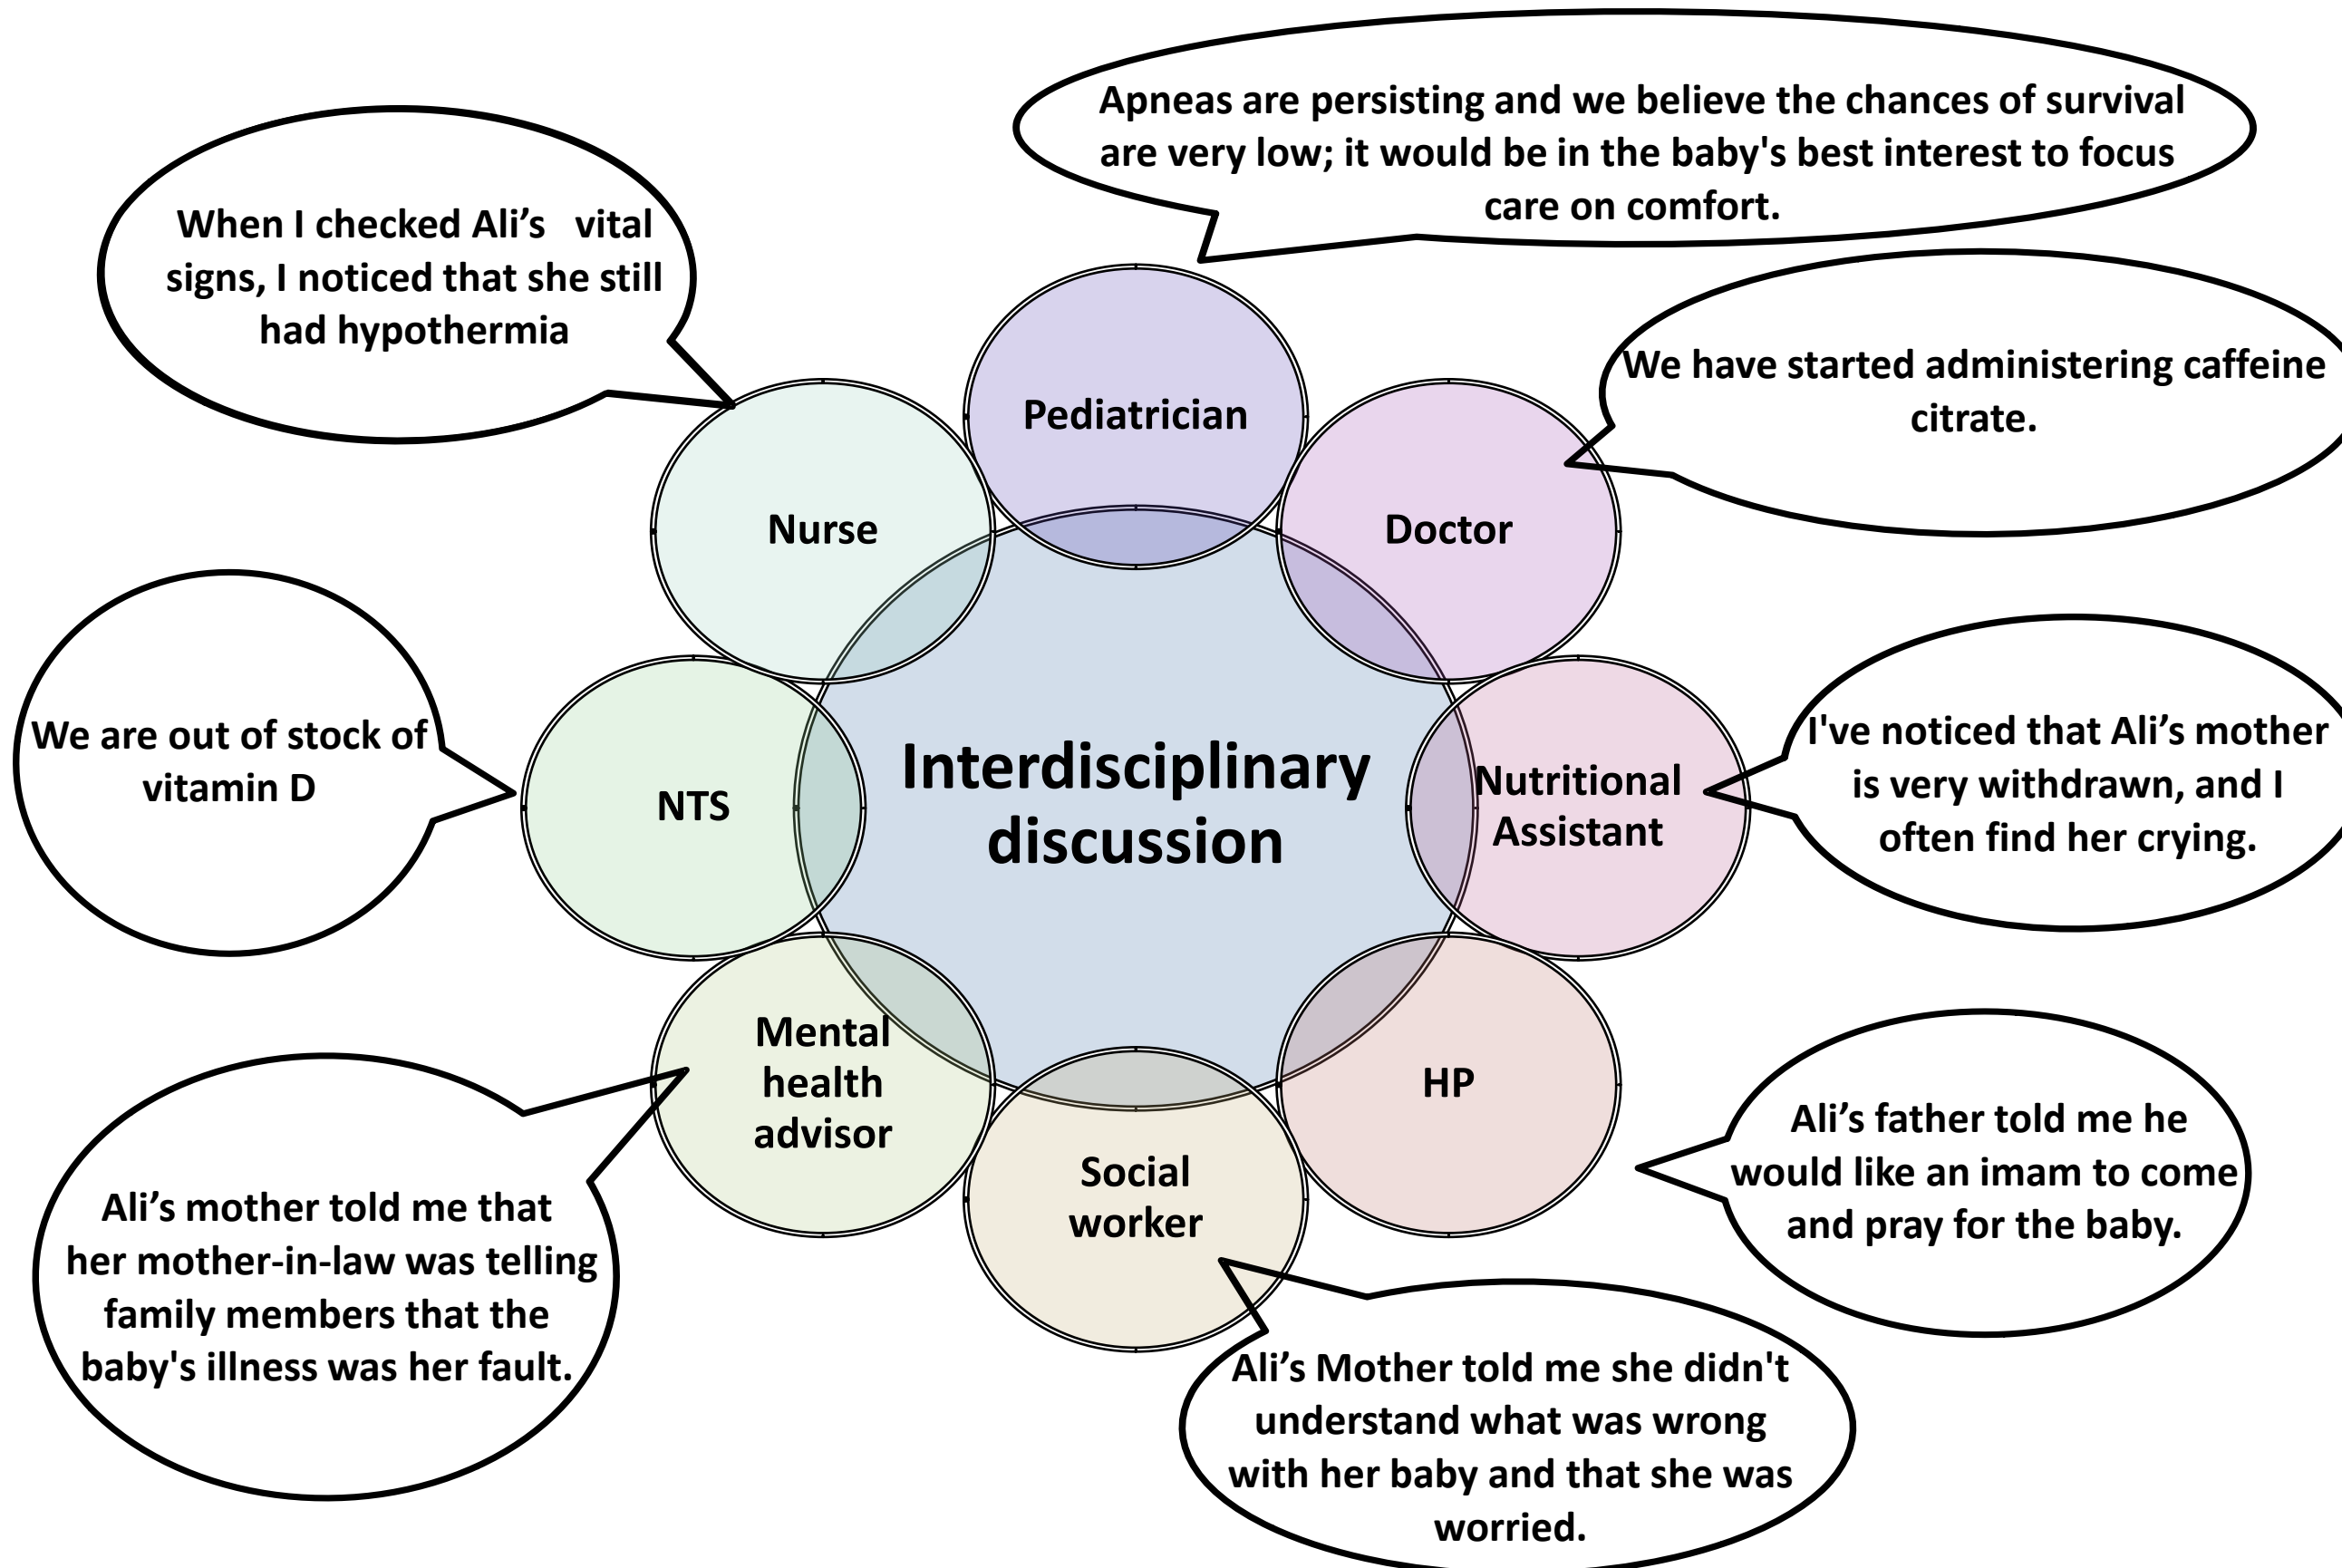 Apneas are persisting and we believe the chances of survival
are very low; it would be in the baby's best interest to focus
care on comfort.
When I checked Ali’s vital
signs, I noticed that she still
had hypothermia
We have started administering caffeine
citrate.
Pediatrician
Nurse
Doctor
We are out of stock of
vitamin D
NTS
Interdisciplinary
discussion
Nutritional
Assistant
I've noticed that Ali’s mother
is very withdrawn, and I
often find her crying.
Mental
health
advisor
HP
Social
worker
Ali’s father told me he
would like an imam to come
and pray for the baby.
Ali’s mother told me that
her mother-in-law was telling
family members that the
baby's illness was her fault.
Ali’s Mother told me she didn't
understand what was wrong
with her baby and that she was
worried.